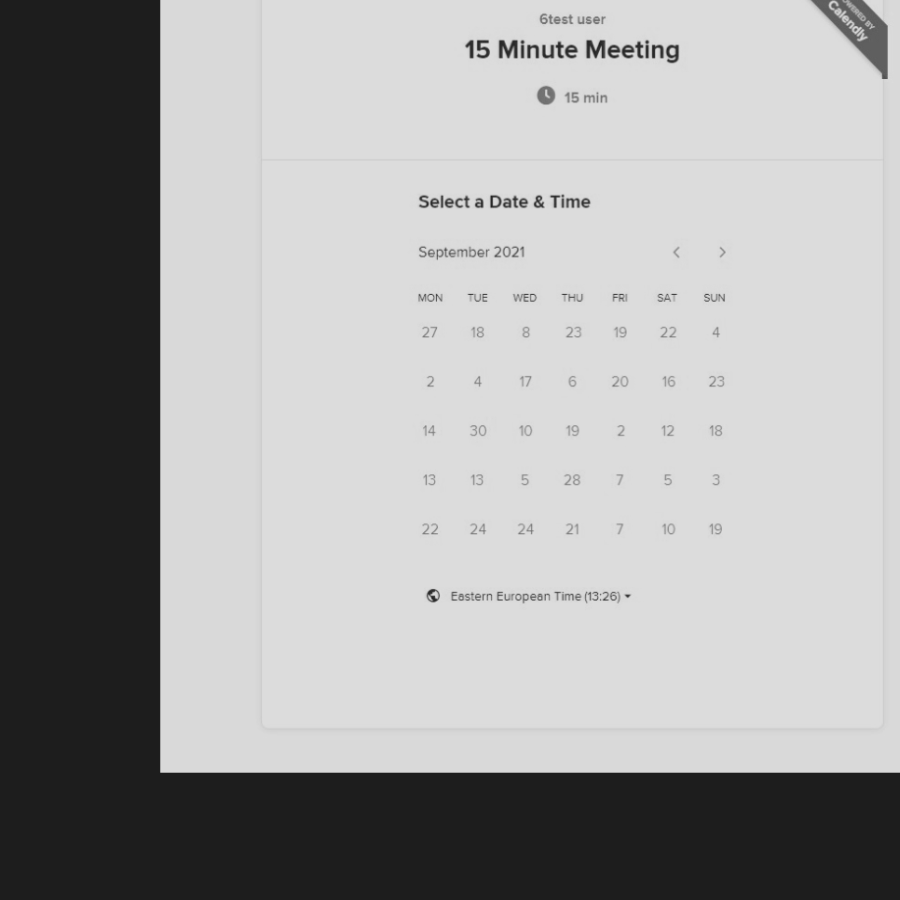 6test user
POWERED BY
Calendly
15 Minute Meeting
15 min
Select a Date & Time
September 2021
MON TUE WED THU FRI SAT SUN
27 18 8 23 19 22 4
2 4 17 6 20 16 23
14 30 10 19 2 12 18
13 13 5 28 7 5 3
22 24 24 21 7 10 19
Eastern European Time (13:26)